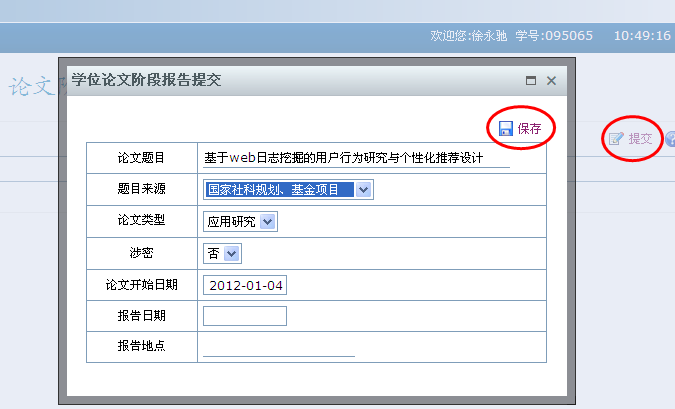 欢迎您:徐永驰 学号:095065 10:49:16
论文
学位论文阶段报告提交
保存
提交
论文题目 基于web日志挖掘的用户行为研究与个性化推荐设计
题目来源 国家社科规划、基金项目
论文类型 应用研究
涉密 否
论文开始日期 2012-01-04
报告日期
报告地点